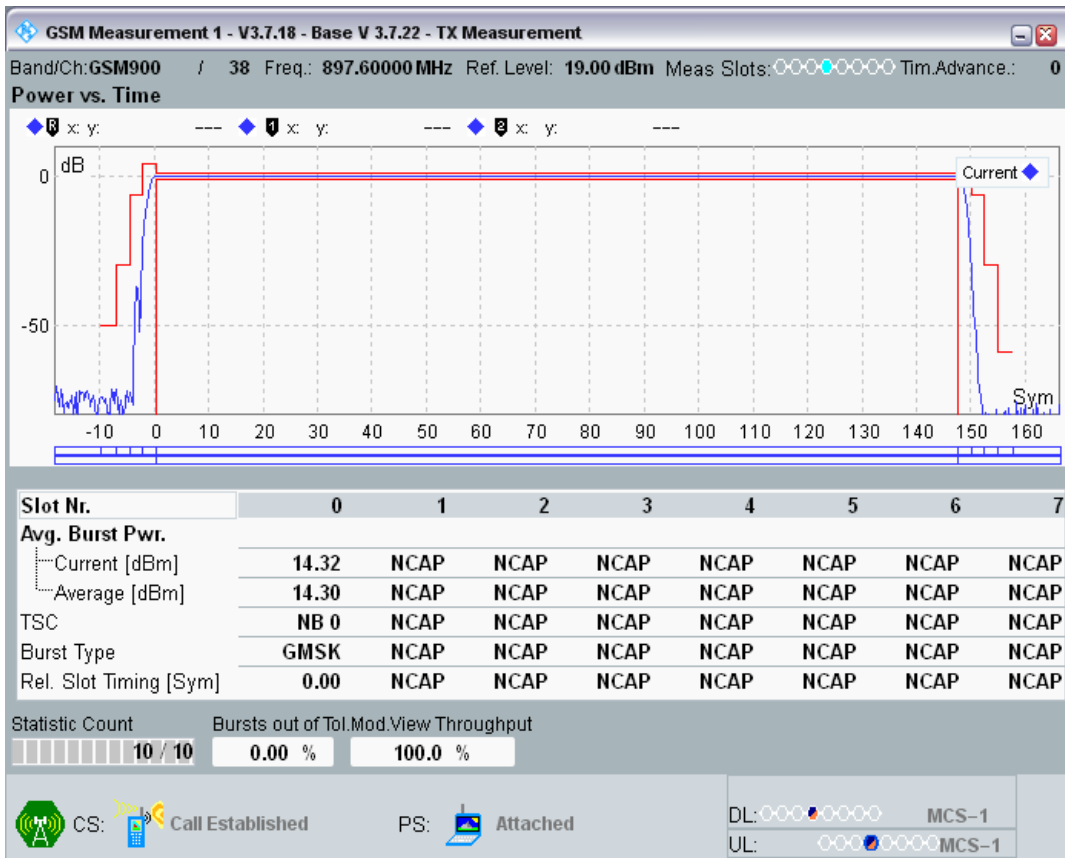 GSM Measurement 1 - V3.7.18 - Base V 3.7.22 - TX Measurement
Band/Ch:GSM900 / 38 Freq.: 897.60000 MHz Ref. Level: 19.00 dBm Meas Slots: Tim.Advance.: 0
Power vs. Time
R x: y: --- 1 x: y: --- 2 x: y: ---
dB
0
Current
-50
Sym
-10 0 10 20 30 40 50 60 70 80 90 100 110 120 130 140 150 160
Slot Nr. 0 1 2 3 4 5 6 7
Avg. Burst Pwr.
Current [dBm] 14.32 NCAP NCAP NCAP NCAP NCAP NCAP NCAP
Average [dBm] 14.30 NCAP NCAP NCAP NCAP NCAP NCAP NCAP
TSC NB 0 NCAP NCAP NCAP NCAP NCAP NCAP NCAP
Burst Type GMSK NCAP NCAP NCAP NCAP NCAP NCAP NCAP
Rel. Slot Timing [Sym] 0.00 NCAP NCAP NCAP NCAP NCAP NCAP NCAP
Statistic Count Bursts out of Tol.Mod.View Throughput
10 / 10 0.00 % 100.0 %
CS: Call Established PS: Attached
DL: MCS-1
UL: MCS-1